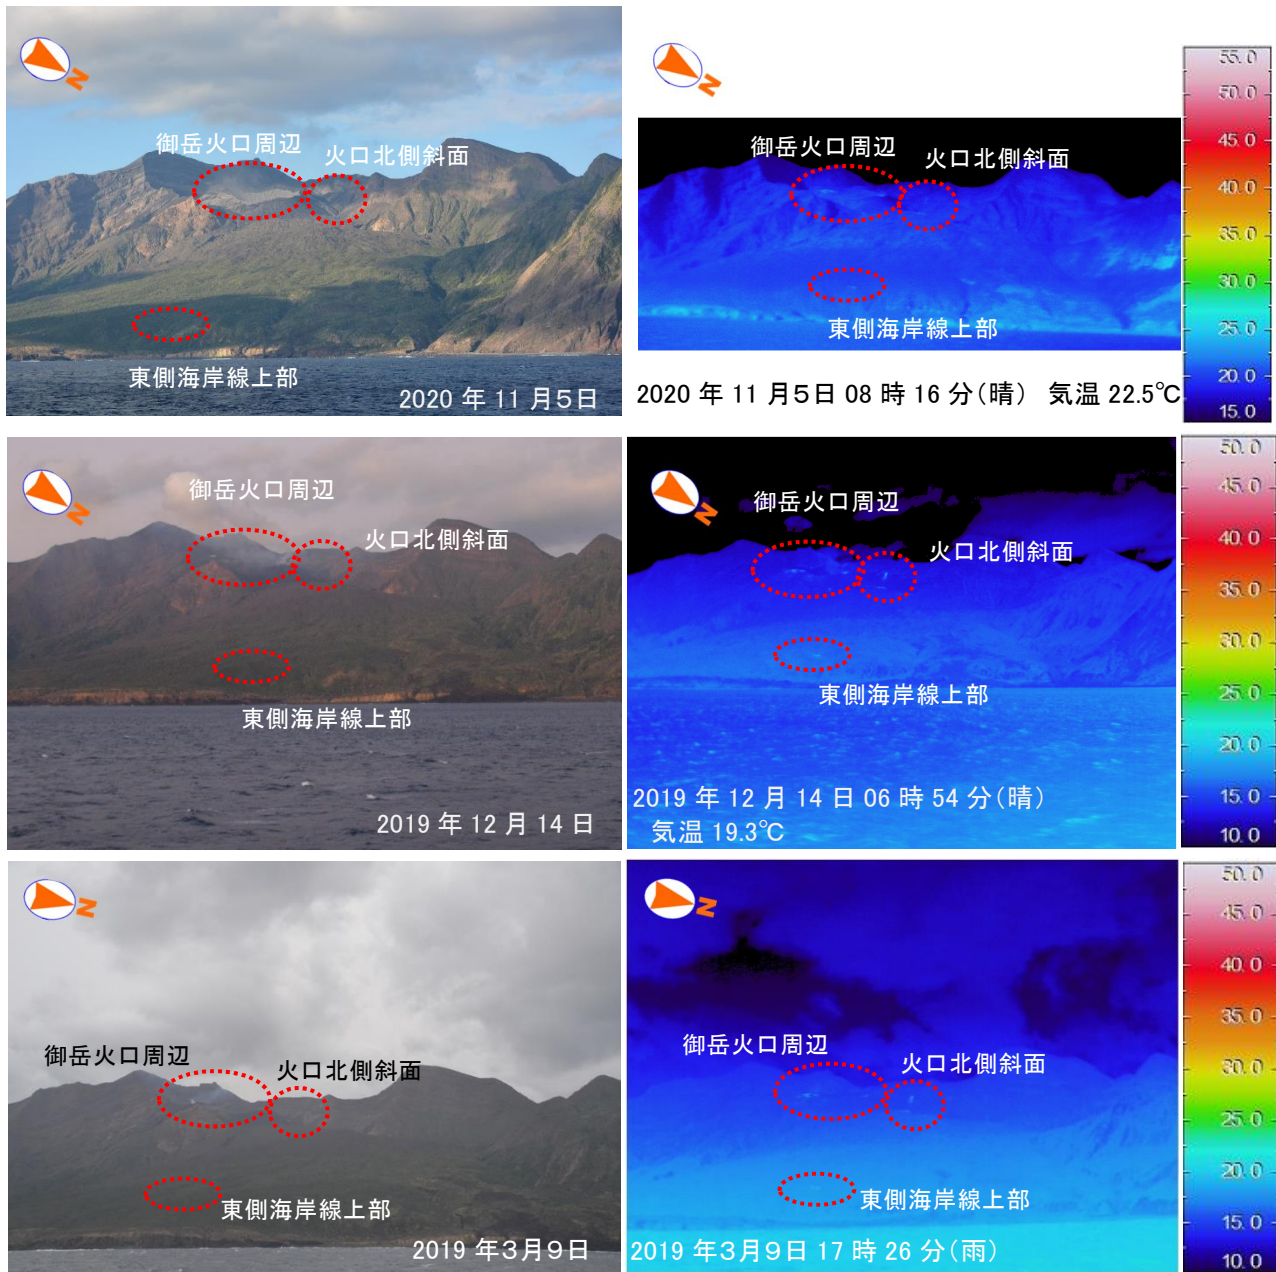 N
御岳火口周辺
火口北側斜面
東側海岸線上部
2020 年 11 月5日
N
御岳火口周辺
火口北側斜面
東側海岸線上部
2020 年 11 月5日 08 時 16 分(晴) 気温 22.5℃
55.0
50.0
45.0
40.0
35.0
30.0
25.0
20.0
15.0
N
御岳火口周辺
火口北側斜面
東側海岸線上部
2019 年 12 月 14 日
N
御岳火口周辺
火口北側斜面
東側海岸線上部
2019 年 12 月 14 日 06 時 54 分(晴)
気温 19.3℃
50.0
45.0
40.0
35.0
30.0
25.0
20.0
15.0
10.0
N
御岳火口周辺
火口北側斜面
東側海岸線上部
2019 年3月9日
N
御岳火口周辺
火口北側斜面
東側海岸線上部
2019 年3月9日 17 時 26 分(雨)
50.0
45.0
40.0
35.0
30.0
25.0
20.0
15.0
10.0